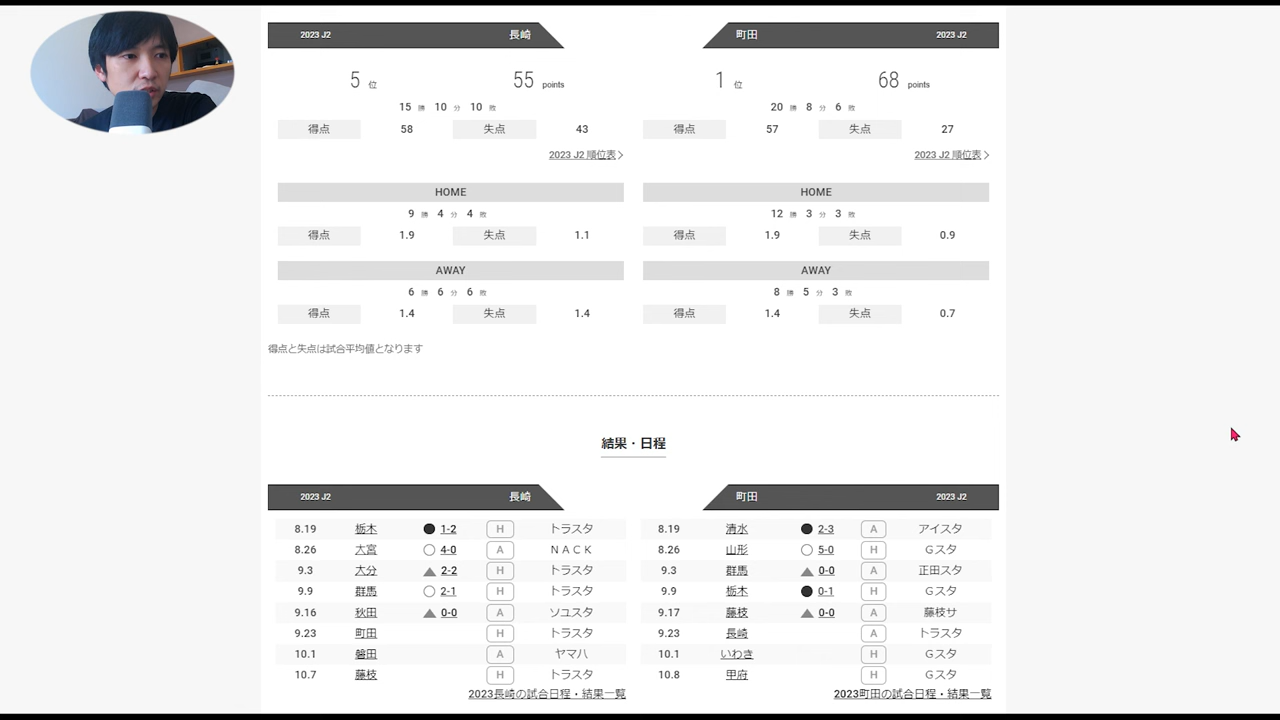 2023 J2 長崎 町田 2023 J2
5 位 55 points 1 位 68 points
15 勝 10 分 10 敗 20 勝 8 分 6 敗
得点 58 失点 43 得点 57 失点 27
2023 J2 順位表 2023 J2 順位表
HOME HOME
9 勝 4 分 4 敗 12 勝 3 分 3 敗
得点 1.9 失点 1.1 得点 1.9 失点 0.9
AWAY AWAY
6 勝 6 分 6 敗 8 勝 5 分 3 敗
得点 1.4 失点 1.4 得点 1.4 失点 0.7
得点と失点は試合平均値となります
結果・日程
2023 J2 長崎 町田 2023 J2
8.19 栃木 ● 1-2 H トラスタ 8.19 清水 ● 2-3 A アイスタ
8.26 大宮 ○ 4-0 A ＮＡＣＫ 8.26 山形 ○ 5-0 H Ｇスタ
9.3 大分 ▲ 2-2 H トラスタ 9.3 群馬 ▲ 0-0 A 正田スタ
9.9 群馬 ○ 2-1 H トラスタ 9.9 栃木 ● 0-1 H Ｇスタ
9.16 秋田 ▲ 0-0 A ソユスタ 9.17 藤枝 ▲ 0-0 A 藤枝サ
9.23 町田 H トラスタ 9.23 長崎 A トラスタ
10.1 磐田 A ヤマハ 10.1 いわき H Ｇスタ
10.7 藤枝 H トラスタ 10.8 甲府 H Ｇスタ
2023長崎の試合日程・結果一覧 2023町田の試合日程・結果一覧